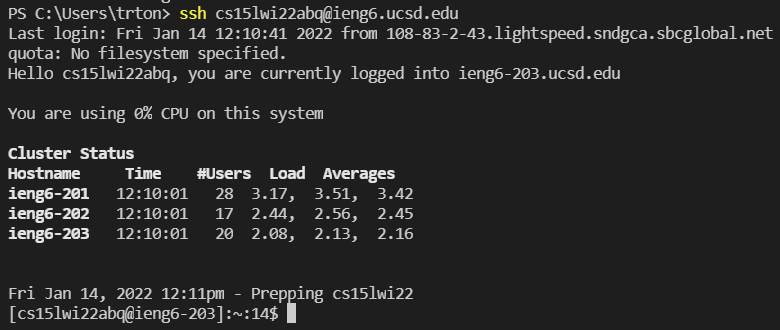 PS C:\Users\trton> ssh cs15lwi22abq@ieng6.ucsd.edu
Last login: Fri Jan 14 12:10:41 2022 from 108-83-2-43.lightspeed.sndgca.sbcglobal.net
quota: No filesystem specified.
Hello cs15lwi22abq, you are currently logged into ieng6-203.ucsd.edu
You are using 0% CPU on this system
Cluster Status
Hostname Time #Users Load Averages
ieng6-201 12:10:01 28 3.17, 3.51, 3.42
ieng6-202 12:10:01 17 2.44, 2.56, 2.45
ieng6-203 12:10:01 20 2.08, 2.13, 2.16
Fri Jan 14, 2022 12:11pm - Prepping cs15lwi22
[cs15lwi22abq@ieng6-203]:~:14$